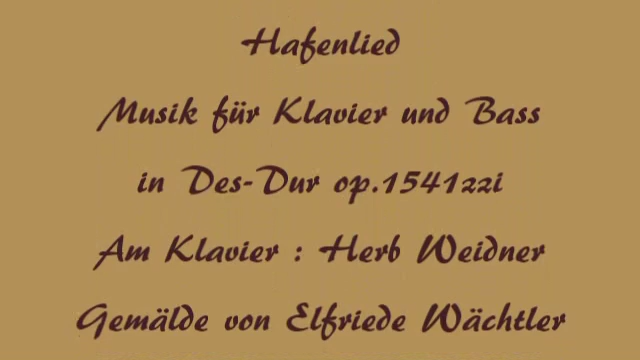 Hafenlied
Musik für Klavier und Bass
in Des-Dur op.1541zzi
Am Klavier : Herb Weidner
Gemälde von Elfriede Wächtler